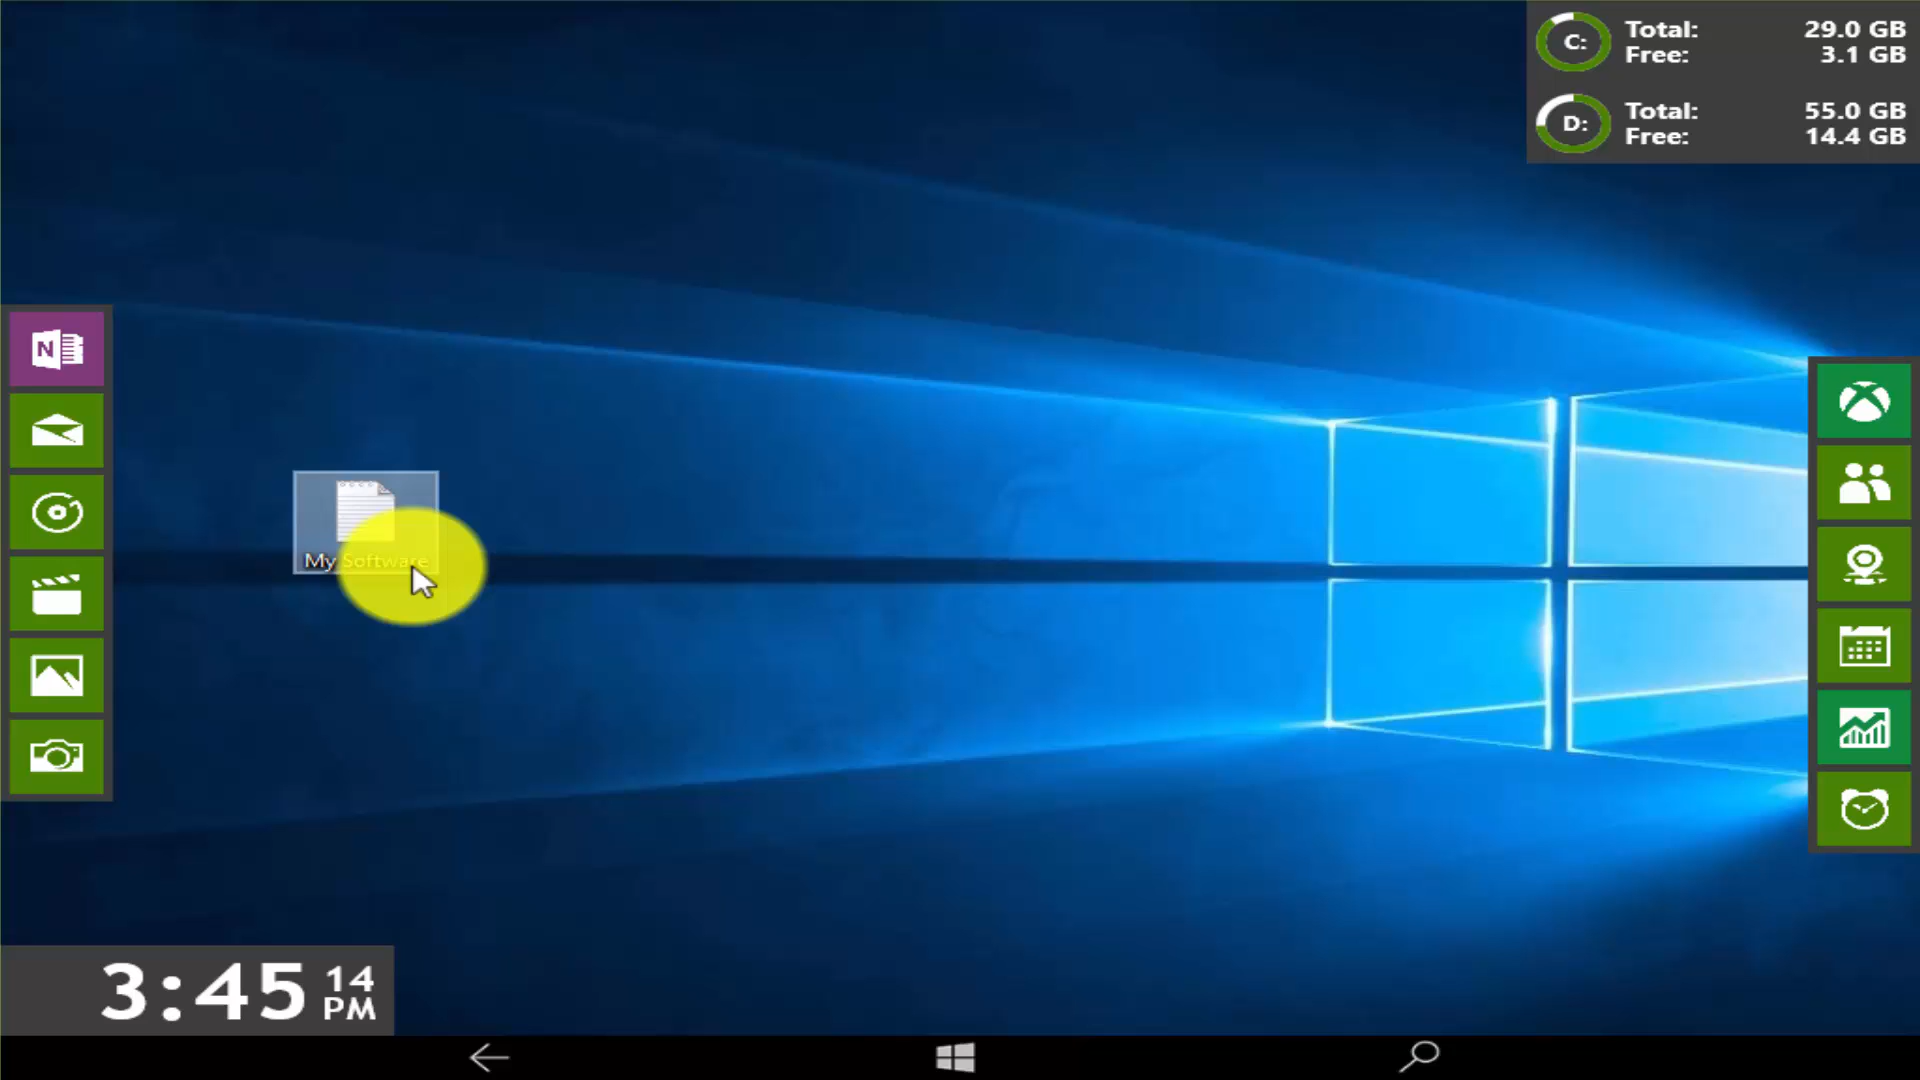 C: Total: 29.0 GB
Free: 3.1 GB
D: Total: 55.0 GB
Free: 14.4 GB
N
My Software
3:45 14 PM